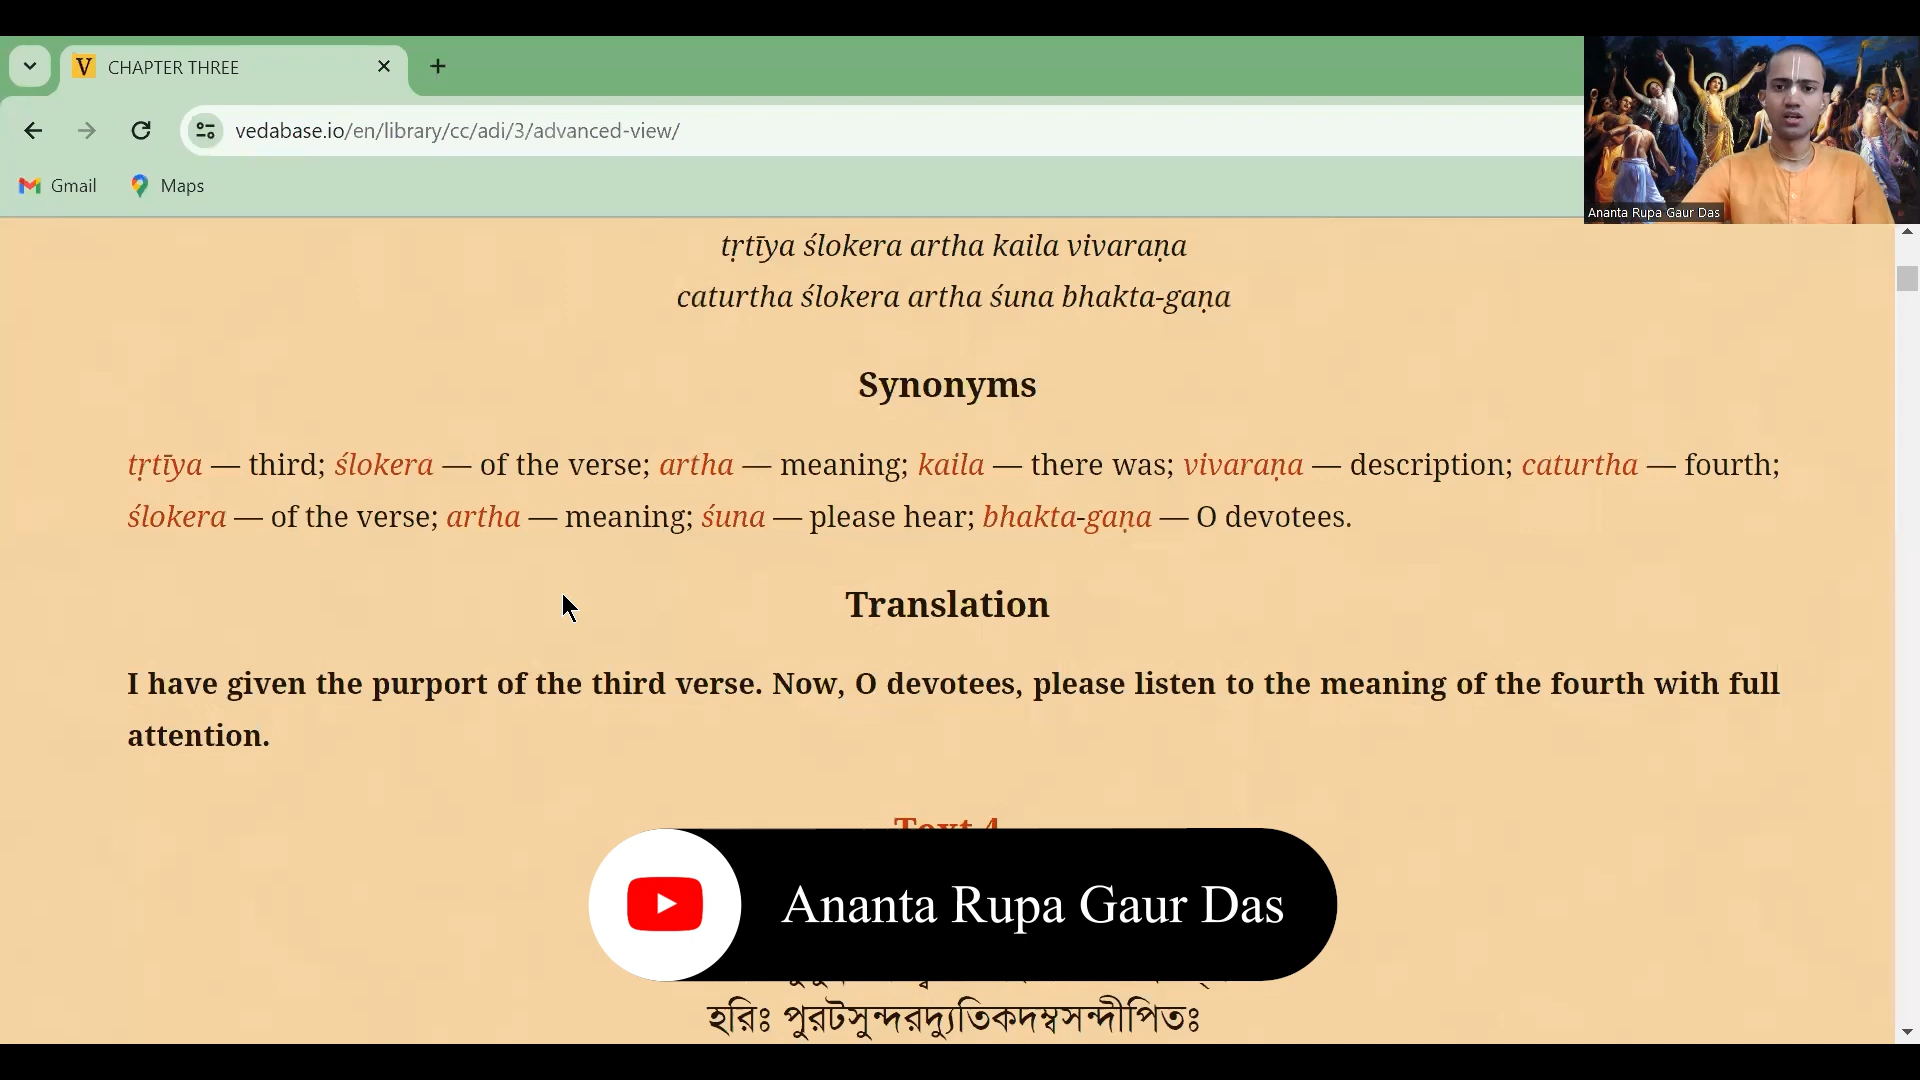 CHAPTER THREE
vedabase.io/en/library/cc/adi/3/advanced-view/
Gmail
Maps
Ananta Rupa Gaur Das
tṛtīya ślokera artha kaila vivaraṇa
caturtha ślokera artha śuna bhakta-gaṇa
Synonyms
tṛtīya — third; ślokera — of the verse; artha — meaning; kaila — there was; vivaraṇa — description; caturtha — fourth;
ślokera — of the verse; artha — meaning; śuna — please hear; bhakta-gaṇa — O devotees.
Translation
I have given the purport of the third verse. Now, O devotees, please listen to the meaning of the fourth with full
attention.
Text 4
Ananta Rupa Gaur Das
হরিঃ পুরটসুন্দরদ্যুতিকদম্বসন্দীপিতঃ